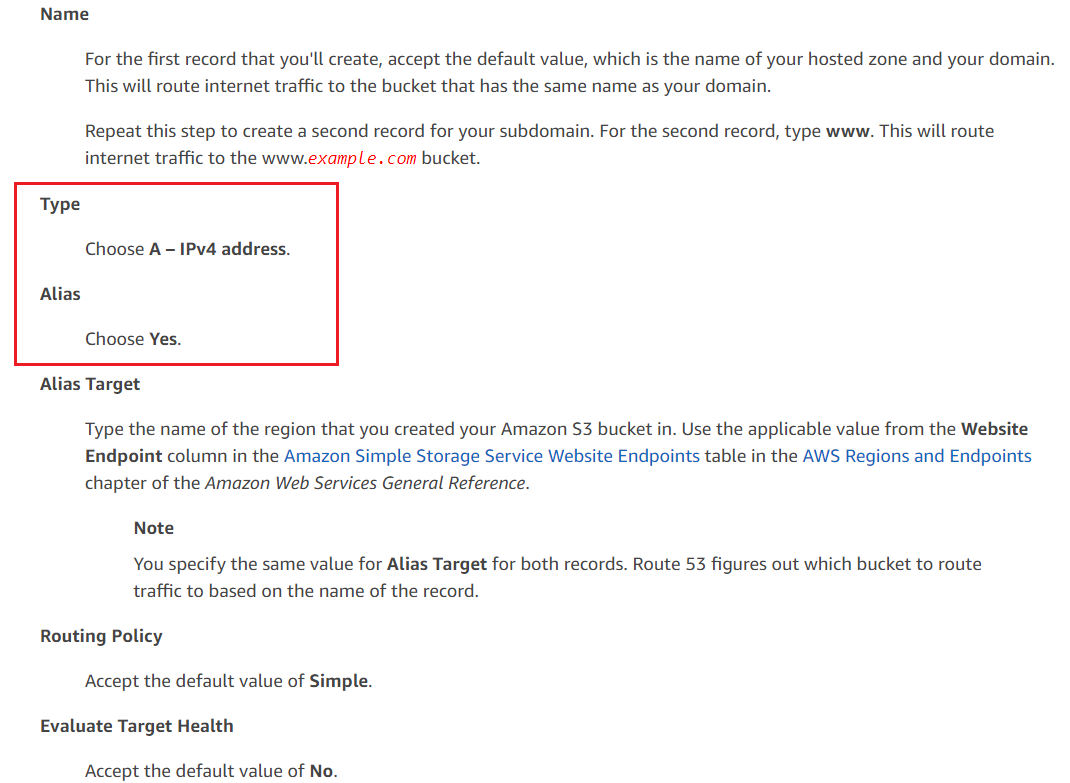 Name
For the first record that you'll create, accept the default value, which is the name of your hosted zone and your domain.
This will route internet traffic to the bucket that has the same name as your domain.
Repeat this step to create a second record for your subdomain. For the second record, type www. This will route
internet traffic to the www.example.com bucket.
Type
Choose A – IPv4 address.
Alias
Choose Yes.
Alias Target
Type the name of the region that you created your Amazon S3 bucket in. Use the applicable value from the Website
Endpoint column in the Amazon Simple Storage Service Website Endpoints table in the AWS Regions and Endpoints
chapter of the Amazon Web Services General Reference.
Note
You specify the same value for Alias Target for both records. Route 53 figures out which bucket to route
traffic to based on the name of the record.
Routing Policy
Accept the default value of Simple.
Evaluate Target Health
Accept the default value of No.